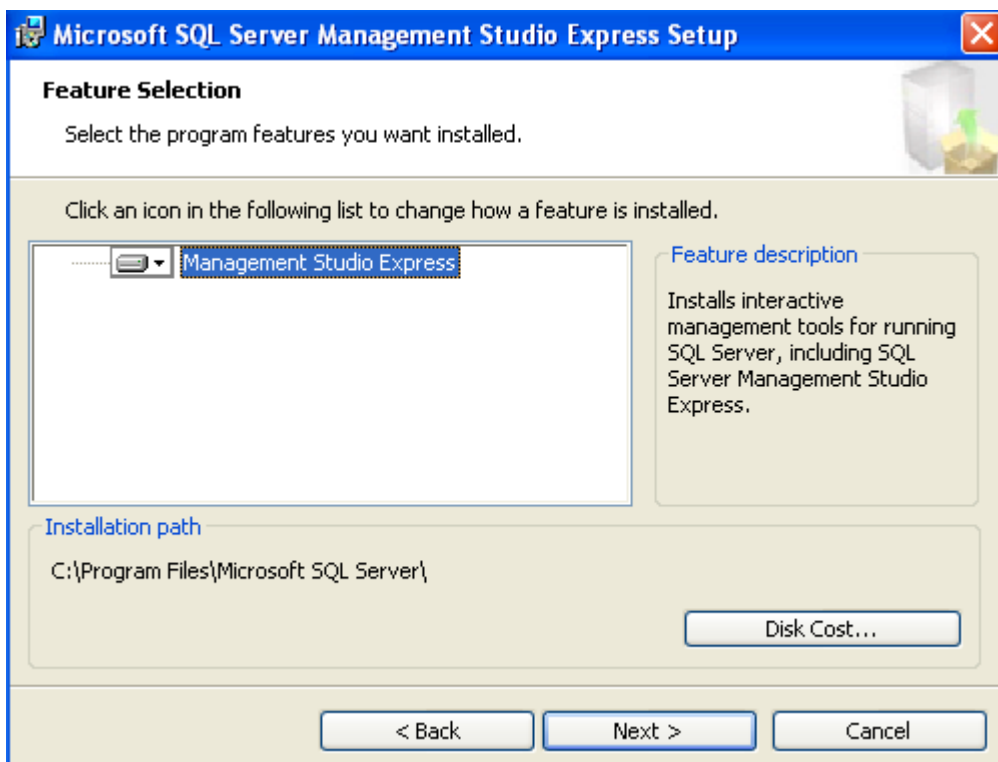 Microsoft SQL Server Management Studio Express Setup
Feature Selection
Select the program features you want installed.
Click an icon in the following list to change how a feature is installed.
Management Studio Express
Feature description
Installs interactive
management tools for running
SQL Server, including SQL
Server Management Studio
Express.
Installation path
C:\Program Files\Microsoft SQL Server\
Disk Cost...
< Back
Next >
Cancel